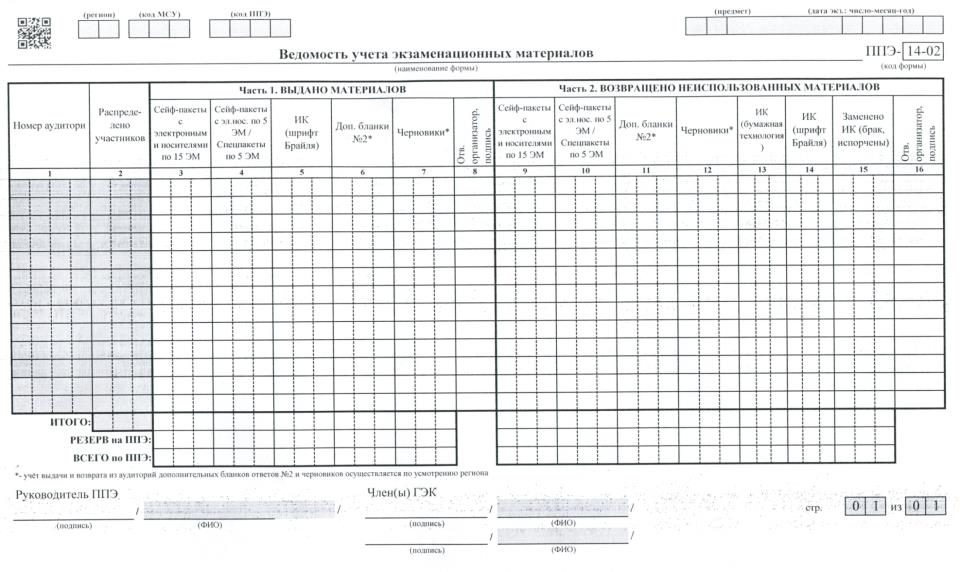 (регион) (код МСУ) (код ППЭ) (предмет) (дата экз.: число-месяц-год)
Ведомость учета экзаменационных материалов ППЭ- 14-02
(наименование формы) (код формы)
Часть 1. ВЫДАНО МАТЕРИАЛОВ Часть 2. ВОЗВРАЩЕНО НЕИСПОЛЬЗОВАННЫХ МАТЕРИАЛОВ
Номер аудитори
Распреде-
лено
участников
Сейф-пакеты
с
электронным
и носителями
по 15 ЭМ
Сейф-пакеты
с эл.нос. по 5
ЭМ /
Спецпакеты
по 5 ЭМ
ИК
(шрифт
Брайля)
Доп. бланки
№2*
Черновики*
Отв.
организатор,
подпись
Сейф-пакеты
с
электронным
и носителями
по 15 ЭМ
Сейф-пакеты
с эл.нос. по 5
ЭМ /
Спецпакеты
по 5 ЭМ
Доп. бланки
№2*
Черновики*
ИК
(бумажная
технология
)
ИК
(шрифт
Брайля)
Заменено
ИК (брак,
испорчены)
Отв.
организатор,
подпись
1 2 3 4 5 6 7 8 9 10 11 12 13 14 15 16
ИТОГО:
РЕЗЕРВ на ППЭ:
ВСЕГО по ППЭ:
*- учёт выдачи и возврата из аудиторий дополнительных бланков ответов №2 и черновиков осуществляется по усмотрению региона
Руководитель ППЭ Член(ы) ГЭК
/ / / / стр. 0 1 из 0 1
(подпись) (ФИО) (подпись) (ФИО)
/ /
(подпись) (ФИО)